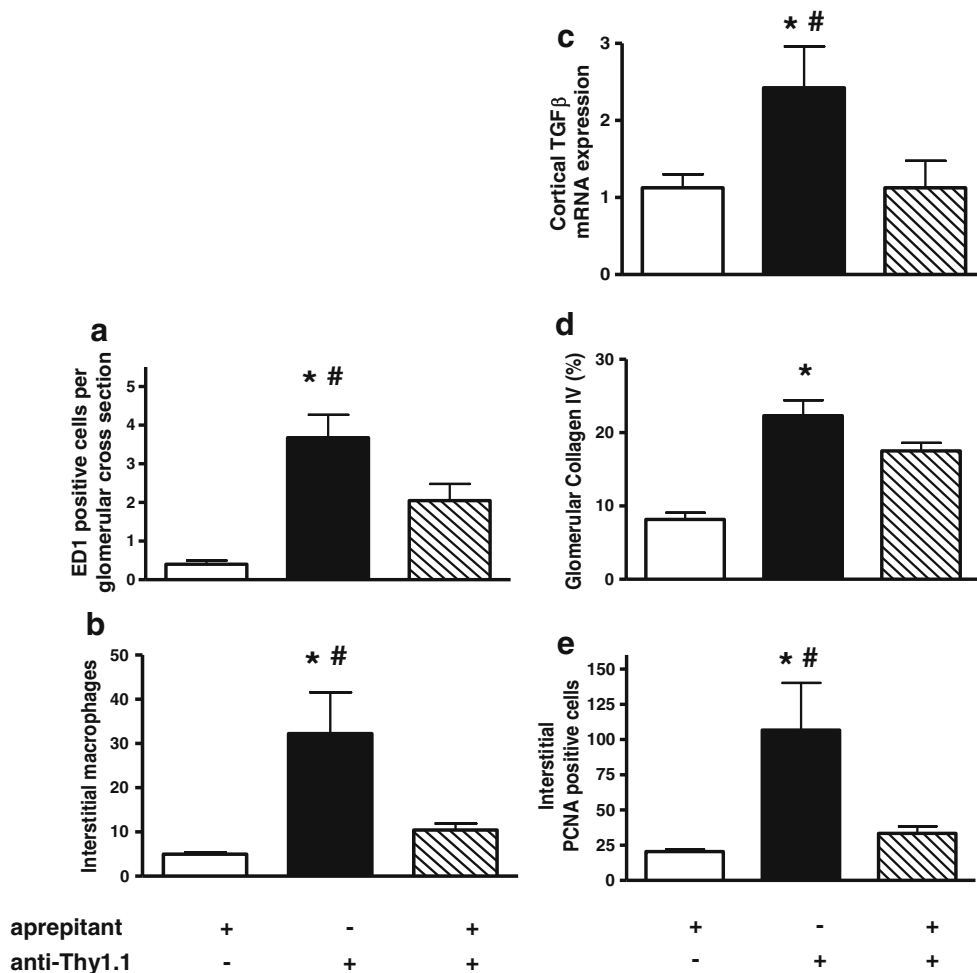 a
ED1 positive cells per
glomerular cross section
5
4
3
2
1
0
* #
b
Interstitial macrophages
50
40
30
20
10
0
* #
c
Cortical TGFβ
mRNA expression
3
2
1
0
* #
d
Glomerular Collagen IV (%)
30
20
10
0
*
e
Interstitial
PCNA positive cells
150
125
100
75
50
25
0
* #
aprepitant + - + + - +
anti-Thy1.1 - + + - + +